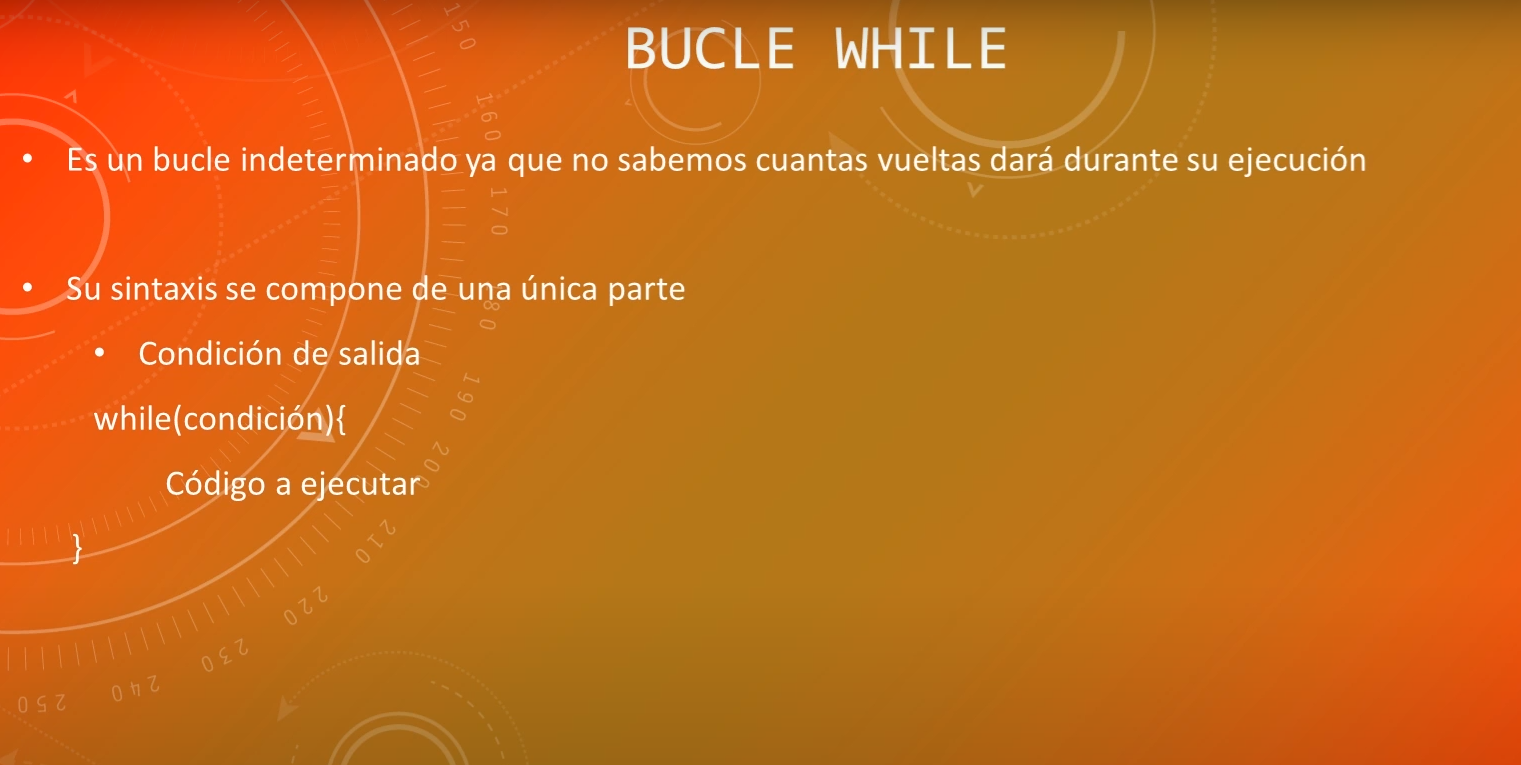 BUCLE WHILE
• Es un bucle indeterminado ya que no sabemos cuantas vueltas dará durante su ejecución
• Su sintaxis se compone de una única parte
• Condición de salida
while(condición){
Código a ejecutar
}
150
160
170
180
190
200
210
220
230
240
250